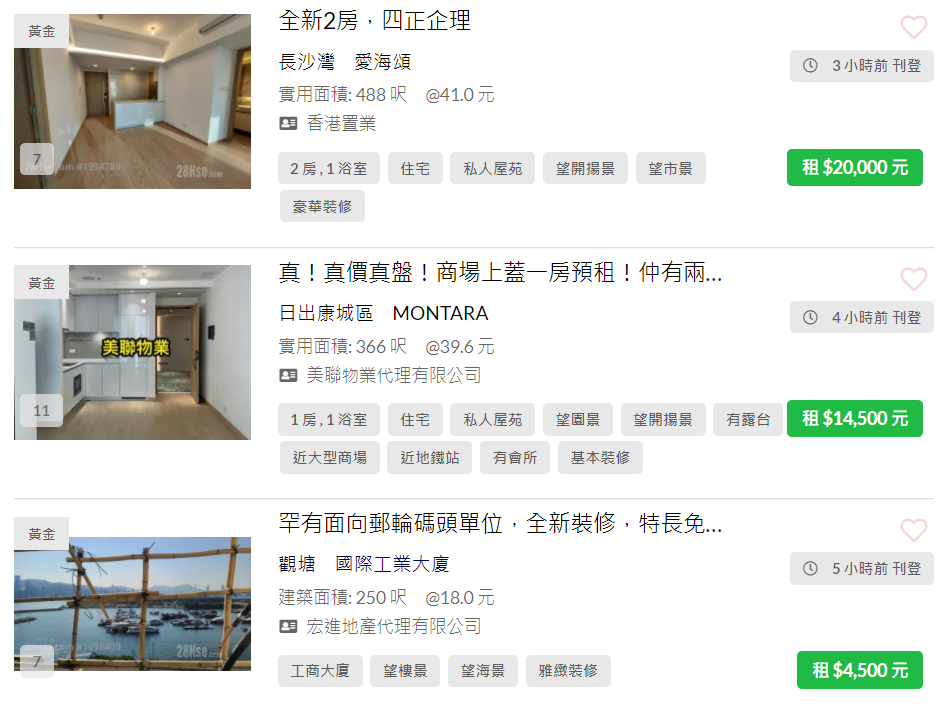 黃金
全新2房，四正企理
3 小時前 刊登
長沙灣 愛海頌
實用面積: 488 呎 @41.0 元
香港置業
7
28Hse.com #1998789
28Hse.com
2 房 , 1 浴室 住宅 私人屋苑 望開揚景 望市景
租 $20,000 元
豪華裝修
黃金
真！真價真盤！商場上蓋一房預租！仲有兩...
4 小時前 刊登
日出康城區 MONTARA
實用面積: 366 呎 @39.6 元
美聯物業
美聯物業代理有限公司
11
1 房 , 1 浴室 住宅 私人屋苑 望園景 望開揚景 有露台
租 $14,500 元
近大型商場 近地鐵站 有會所 基本裝修
黃金
罕有面向郵輪碼頭單位，全新裝修，特長免...
5 小時前 刊登
觀塘 國際工業大廈
建築面積: 250 呎 @18.0 元
宏進地產代理有限公司
7
28Hse.com #1998409
28Hse.com
工商大廈 望樓景 望海景 雅緻裝修
租 $4,500 元